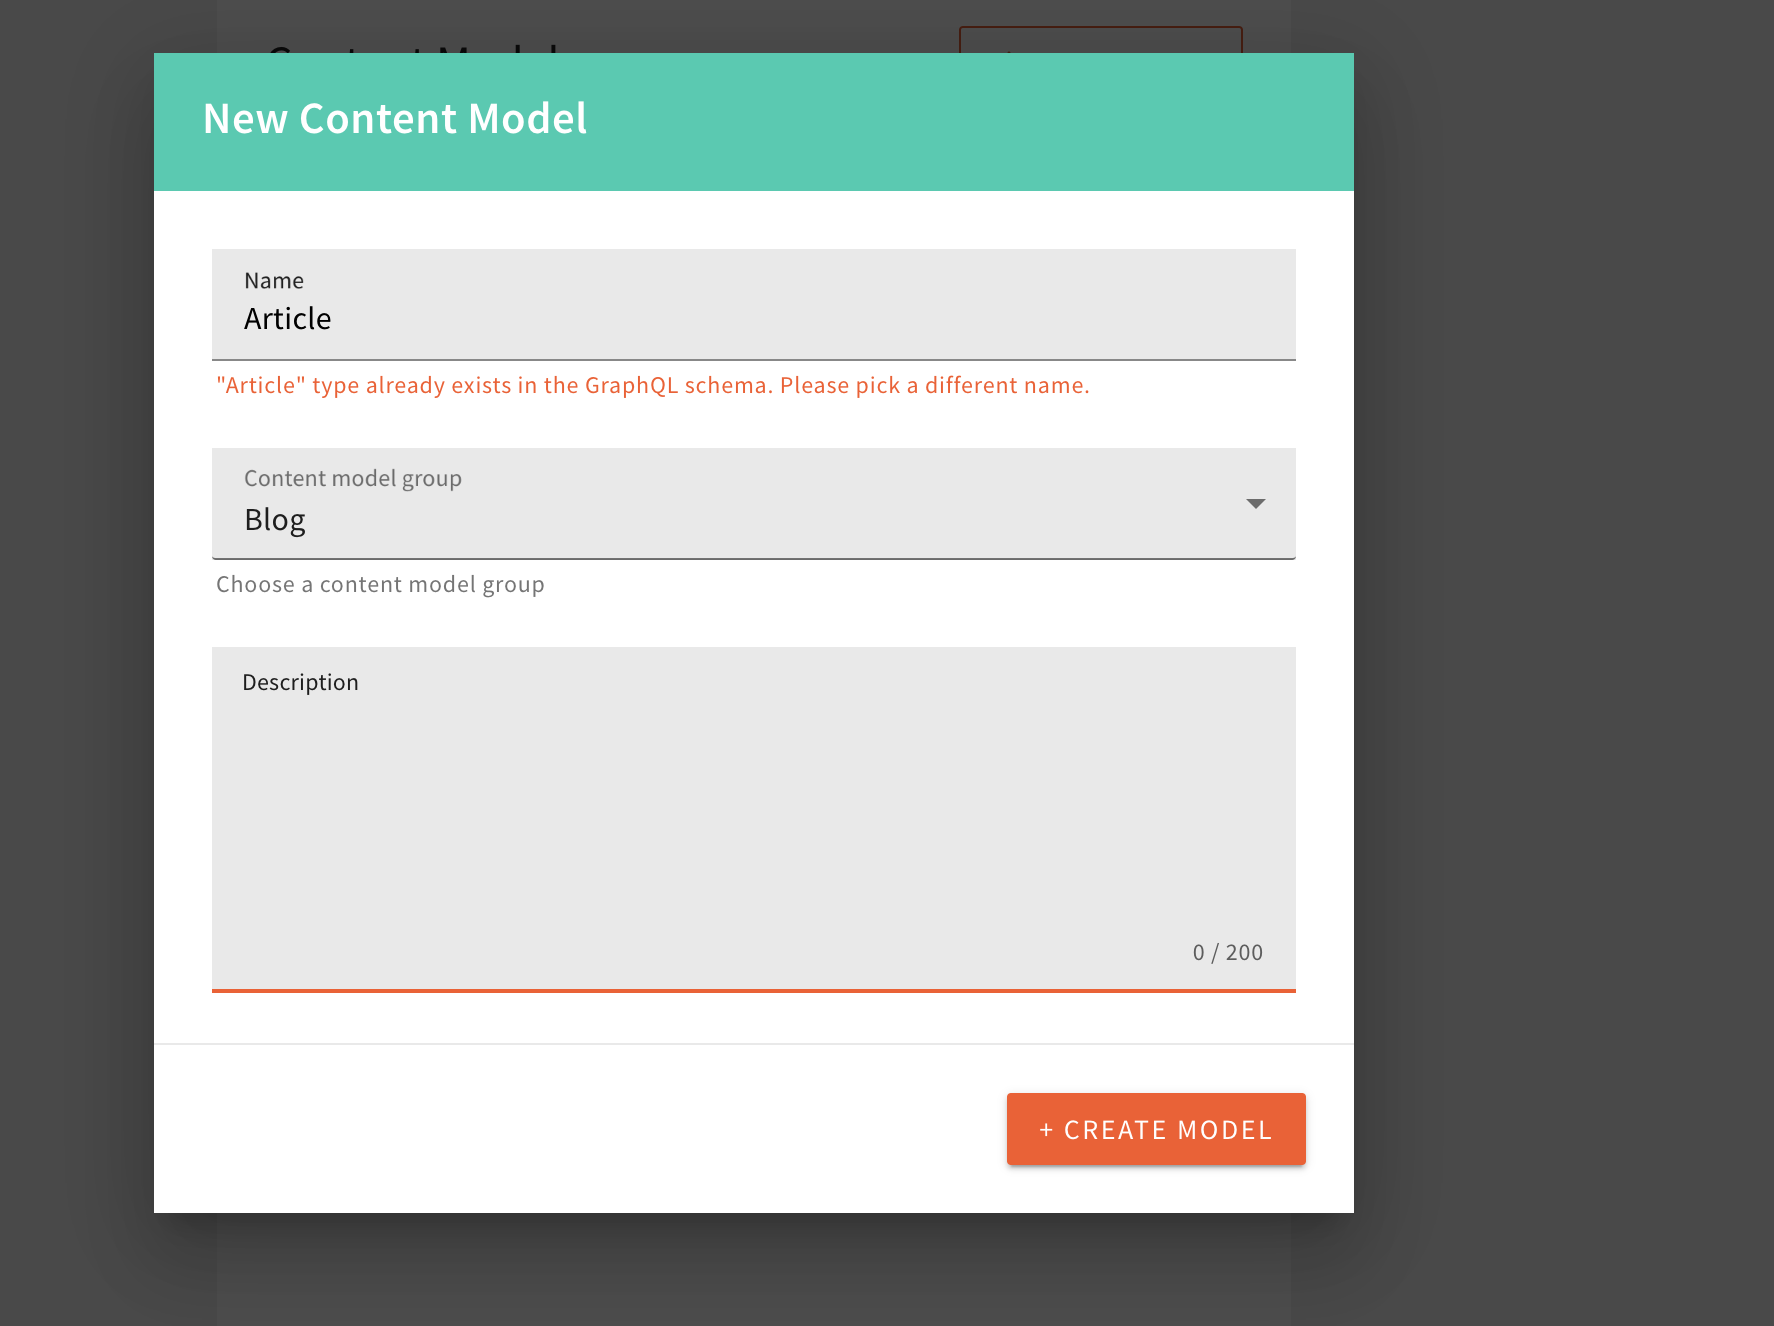 New Content Model
Name
Article
"Article" type already exists in the GraphQL schema. Please pick a different name.
Content model group
Blog
Choose a content model group
Description
0 / 200
+ CREATE MODEL